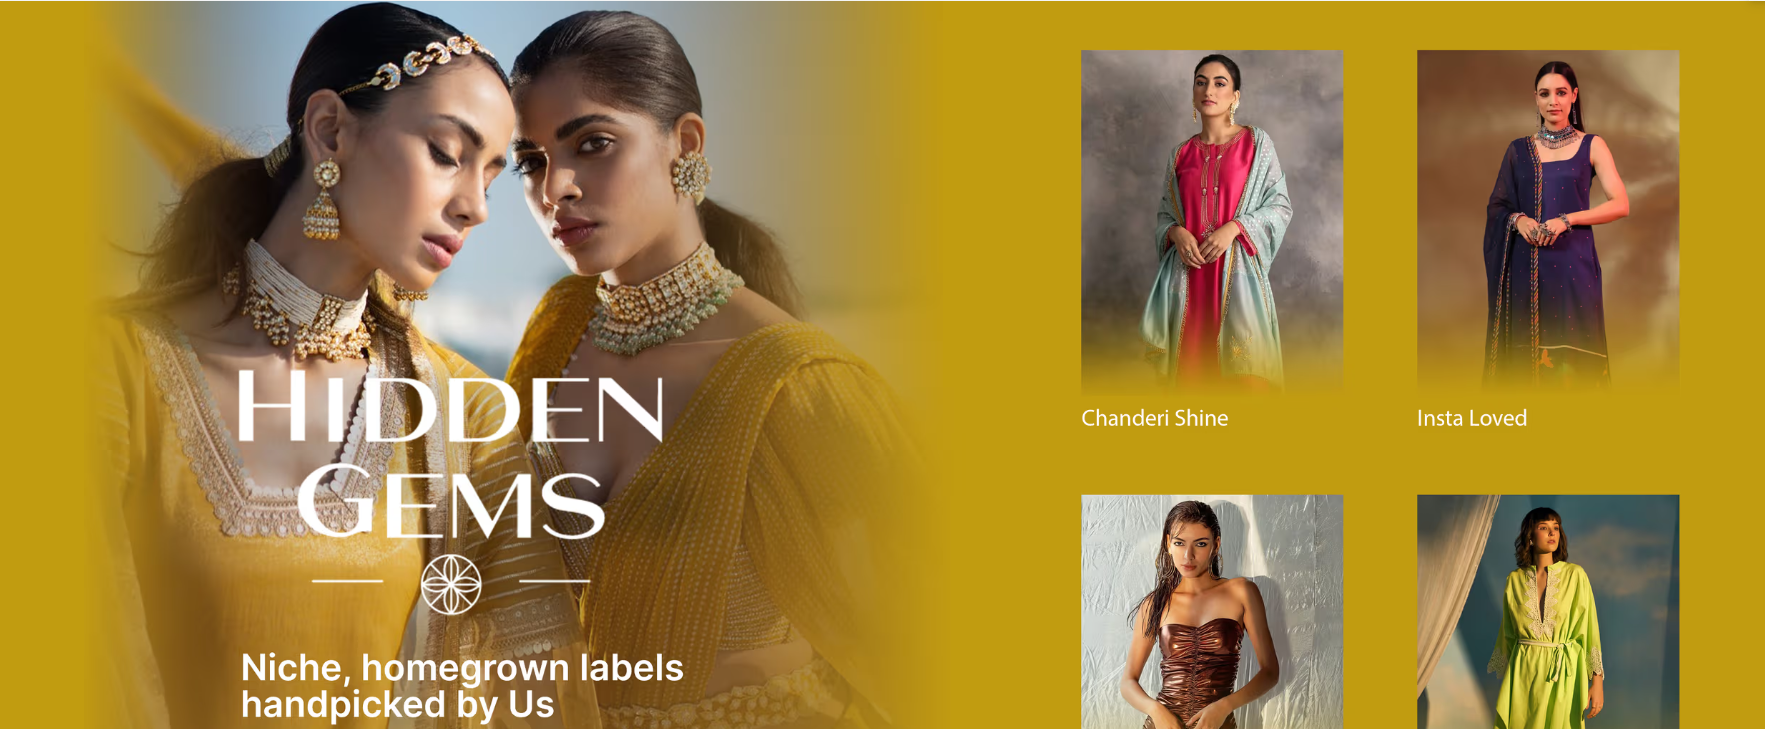 HIDDEN
GEMS
Niche, homegrown labels
handpicked by Us
Chanderi Shine
Insta Loved